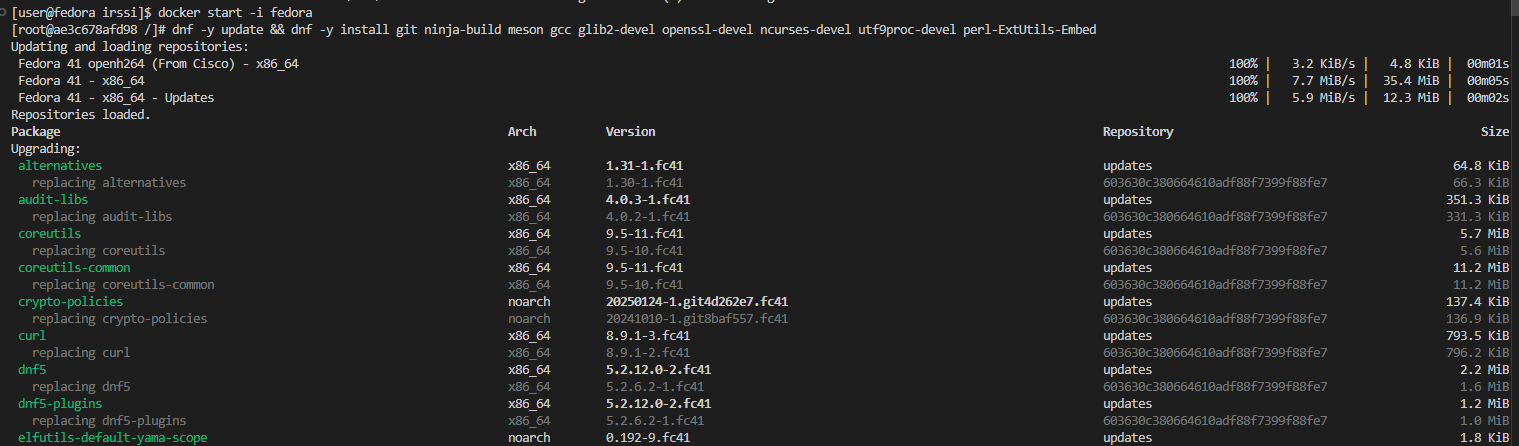 [user@fedora irssi]$ docker start -i fedora
[root@ae3c678afd98 /]# dnf -y update && dnf -y install git ninja-build meson gcc glib2-devel openssl-devel ncurses-devel utf9proc-devel perl-ExtUtils-Embed
Updating and loading repositories:
Fedora 41 openh264 (From Cisco) - x86_64 100% | 3.2 KiB/s | 4.8 KiB | 00m01s
Fedora 41 - x86_64 100% | 7.7 MiB/s | 35.4 MiB | 00m05s
Fedora 41 - x86_64 - Updates 100% | 5.9 MiB/s | 12.3 MiB | 00m02s
Repositories loaded.
Package Arch Version Repository Size
Upgrading:
alternatives x86_64 1.31-1.fc41 updates 64.8 KiB
replacing alternatives x86_64 1.30-1.fc41 603630c380664610adf88f7399f88fe7 66.3 KiB
audit-libs x86_64 4.0.3-1.fc41 updates 351.3 KiB
replacing audit-libs x86_64 4.0.2-1.fc41 603630c380664610adf88f7399f88fe7 331.3 KiB
coreutils x86_64 9.5-11.fc41 updates 5.7 MiB
replacing coreutils x86_64 9.5-10.fc41 603630c380664610adf88f7399f88fe7 5.6 MiB
coreutils-common x86_64 9.5-11.fc41 updates 11.2 MiB
replacing coreutils-common x86_64 9.5-10.fc41 603630c380664610adf88f7399f88fe7 11.2 MiB
crypto-policies noarch 20250124-1.git4d262e7.fc41 updates 137.4 KiB
replacing crypto-policies noarch 20241010-1.git8baf557.fc41 603630c380664610adf88f7399f88fe7 136.9 KiB
curl x86_64 8.9.1-3.fc41 updates 793.5 KiB
replacing curl x86_64 8.9.1-2.fc41 603630c380664610adf88f7399f88fe7 796.2 KiB
dnf5 x86_64 5.2.12.0-2.fc41 updates 2.2 MiB
replacing dnf5 x86_64 5.2.6.2-1.fc41 603630c380664610adf88f7399f88fe7 1.6 MiB
dnf5-plugins x86_64 5.2.12.0-2.fc41 updates 1.2 MiB
replacing dnf5-plugins x86_64 5.2.6.2-1.fc41 603630c380664610adf88f7399f88fe7 1.0 MiB
elfutils-default-yama-scope noarch 0.192-9.fc41 updates 1.8 KiB